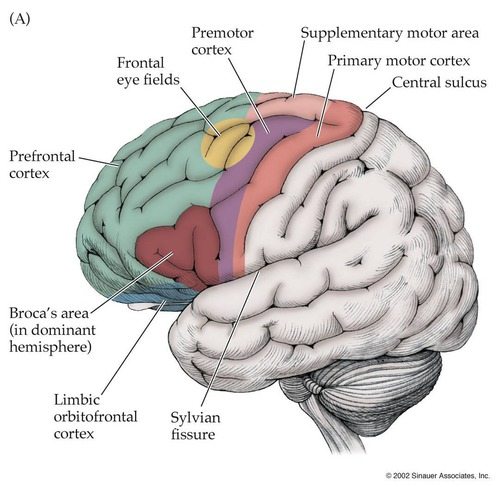 (A)
Premotor
cortex
Supplementary motor area
Frontal
eye fields
Primary motor cortex
Central sulcus
Prefrontal
cortex
Broca's area
(in dominant
hemisphere)
Limbic
orbitofrontal
cortex
Sylvian
fissure
© 2002 Sinauer Associates, Inc.